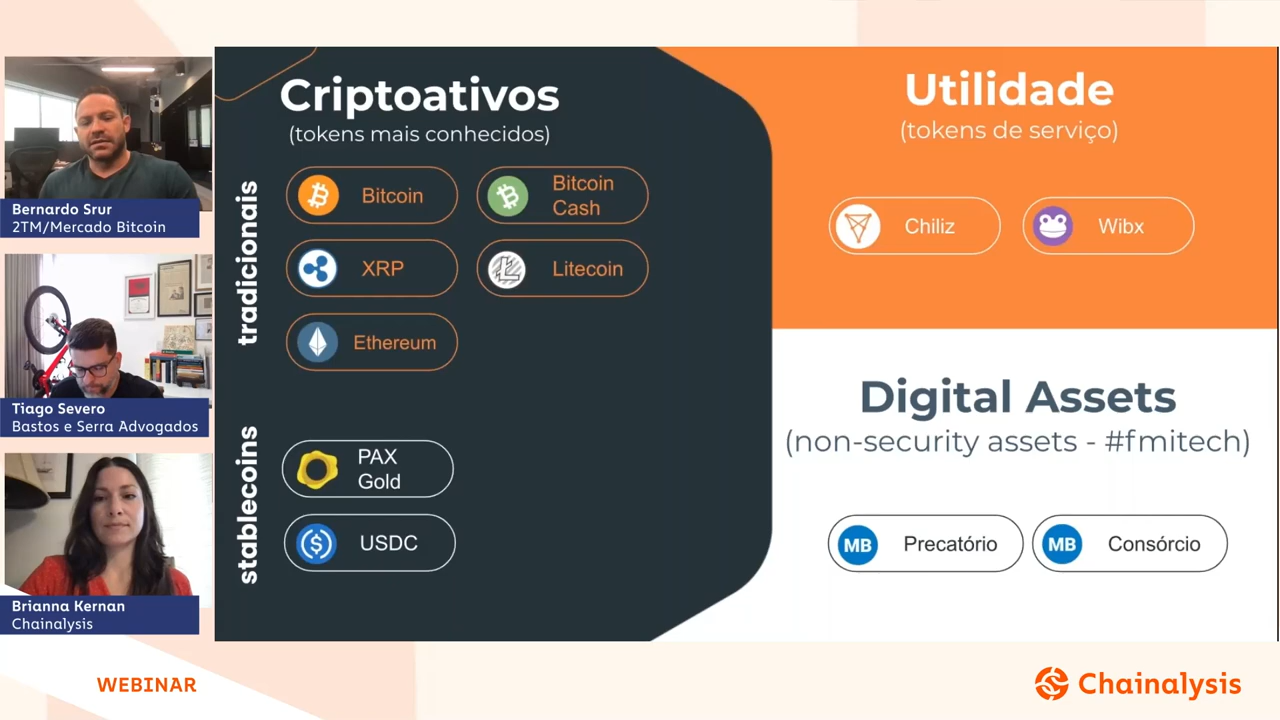 Bernardo Srur
2TM/Mercado Bitcoin
Tiago Severo
Bastos e Serra Advogados
Brianna Kernan
Chainalysis
Criptoativos
(tokens mais conhecidos)
tradicionais
Bitcoin
Bitcoin
Cash
XRP
Litecoin
Ethereum
stablecoins
PAX
Gold
USDC
Utilidade
(tokens de serviço)
Chiliz
Wibx
Digital Assets
(non-security assets - #fmitech)
MB
Precatório
MB
Consórcio
WEBINAR
Chainalysis